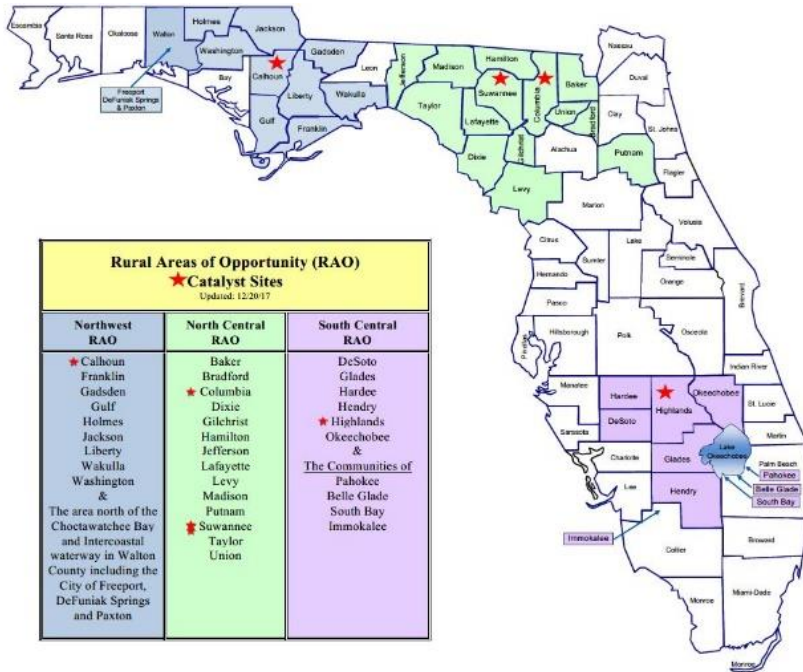 Escambia
Santa Rosa
Okaloosa
Walton
Holmes
Washington
Jackson
Bay
Calhoun
Gulf
Liberty
Gadsden
Franklin
Leon
Wakulla
Jefferson
Madison
Taylor
Hamilton
Suwannee
Lafayette
Dixie
Columbia
Gilchrist
Levy
Baker
Union
Bradford
Alachua
Nassau
Duval
Clay
St. Johns
Putnam
Flagler
Marion
Volusia
Citrus
Sumter
Lake
Hernando
Seminole
Orange
Pasco
Brevard
Pinellas
Hillsborough
Polk
Osceola
Indian River
Manatee
Hardee
Highlands
Okeechobee
St. Lucie
Sarasota
DeSoto
Martin
Charlotte
Glades
Lake
Okeechobee
Palm Beach
Lee
Hendry
Collier
Broward
Monroe
Miami-Dade
Monroe
Freeport
DeFuniak Springs
& Paxton
Pahokee
Belle Glade
South Bay
Immokalee
Rural Areas of Opportunity (RAO)
Catalyst Sites
Updated: 12/20/17
Northwest
RAO
Calhoun
Franklin
Gadsden
Gulf
Holmes
Jackson
Liberty
Wakulla
Washington
&
The area north of the
Choctawatchee Bay
and Intercoastal
waterway in Walton
County including the
City of Freeport,
DeFuniak Springs
and Paxton
North Central
RAO
Baker
Bradford
Columbia
Dixie
Gilchrist
Hamilton
Jefferson
Lafayette
Levy
Madison
Putnam
Suwannee
Taylor
Union
South Central
RAO
DeSoto
Glades
Hardee
Hendry
Highlands
Okeechobee
&
The Communities of
Pahokee
Belle Glade
South Bay
Immokalee